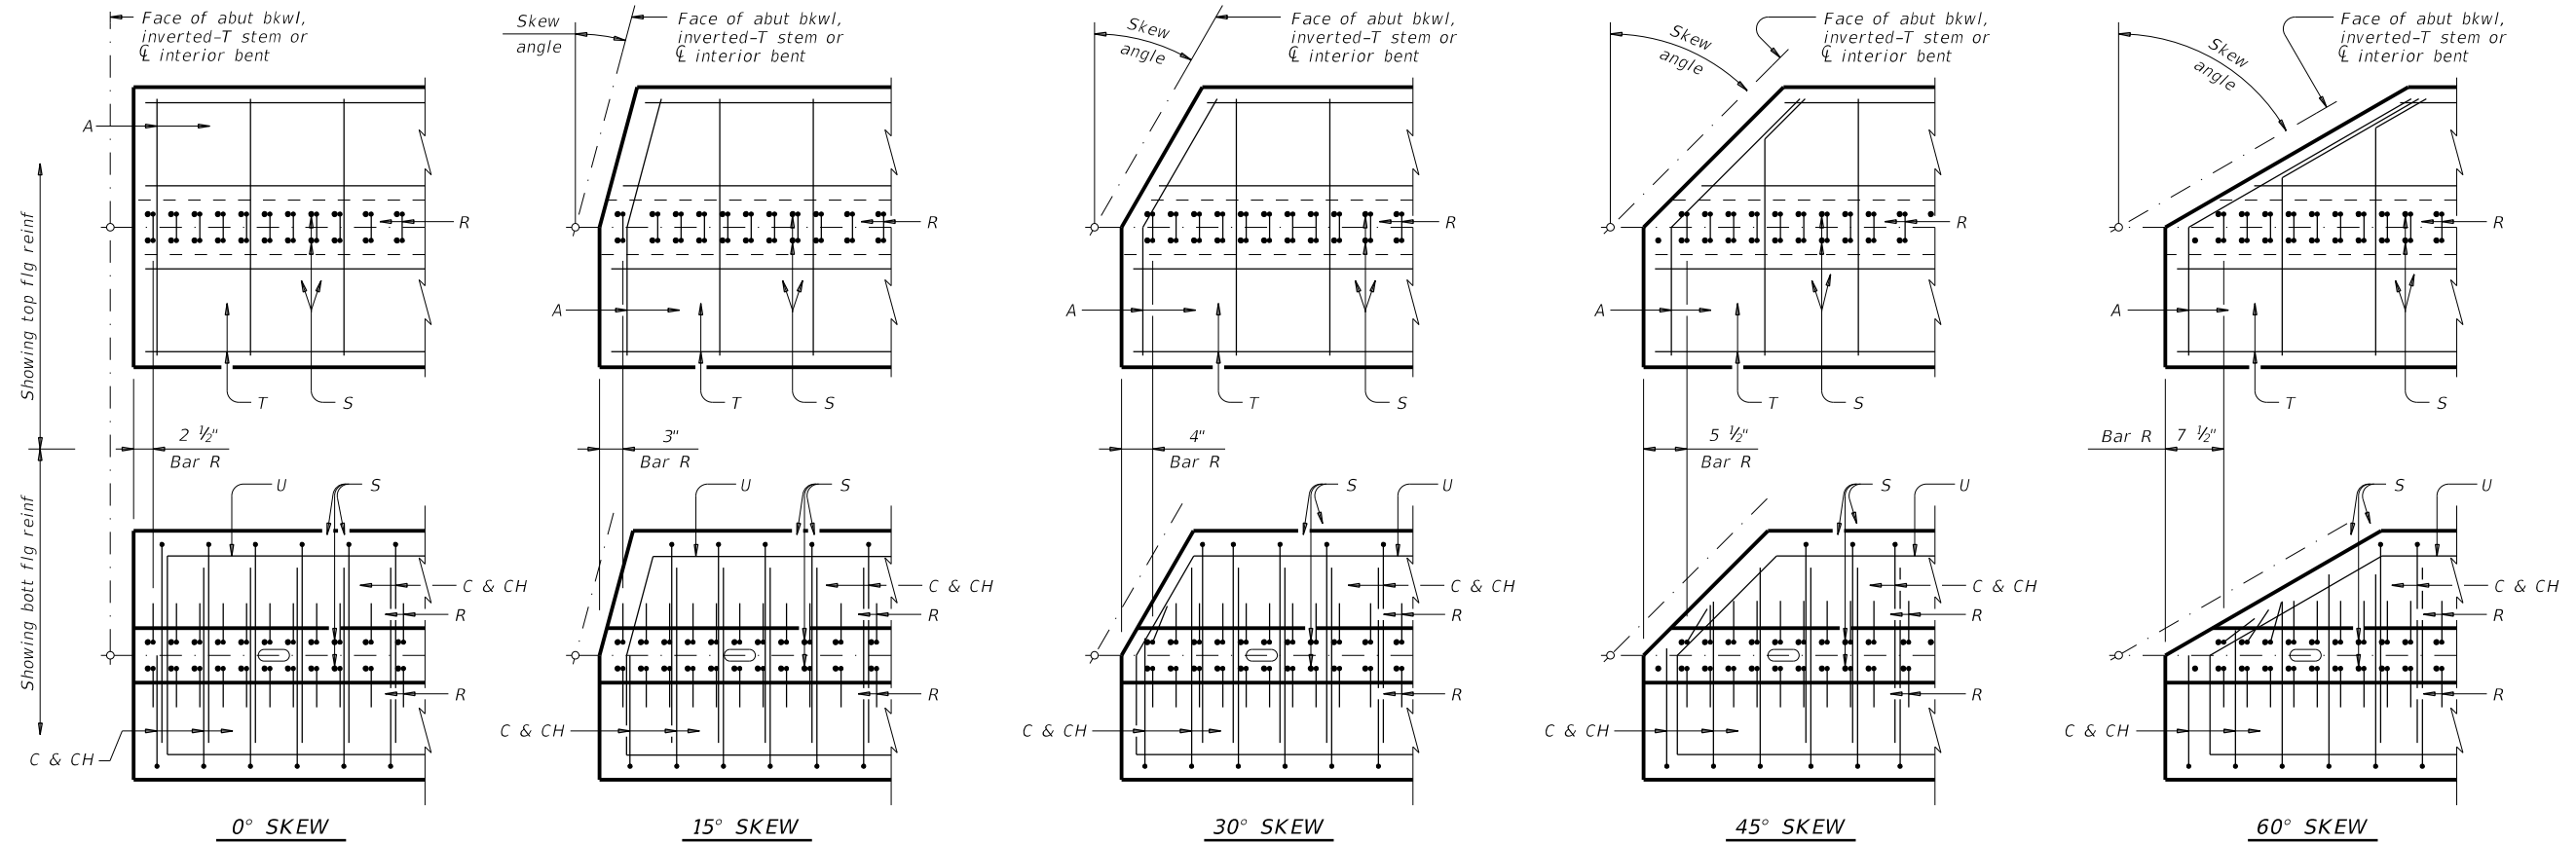 Face of abut bkwl,
inverted-T stem or
℄ interior bent
A
R
T
S
2 ½"
Bar R
U
S
C & CH
R
R
C & CH
0° SKEW
Showing top flg reinf
Showing bott flg reinf
Skew
angle
Face of abut bkwl,
inverted-T stem or
℄ interior bent
R
A
T
S
3"
Bar R
U
S
C & CH
R
R
C & CH
15° SKEW
Skew
angle
Face of abut bkwl,
inverted-T stem or
℄ interior bent
R
A
T
S
4"
Bar R
S
U
C & CH
R
R
C & CH
30° SKEW
Skew
angle
Face of abut bkwl,
inverted-T stem or
℄ interior bent
R
A
T
S
5 ½"
Bar R
S
U
C & CH
R
R
C & CH
45° SKEW
Skew
angle
Face of abut bkwl,
inverted-T stem or
℄ interior bent
R
A
T
S
Bar R 7 ½"
S
U
C & CH
R
R
C & CH
60° SKEW